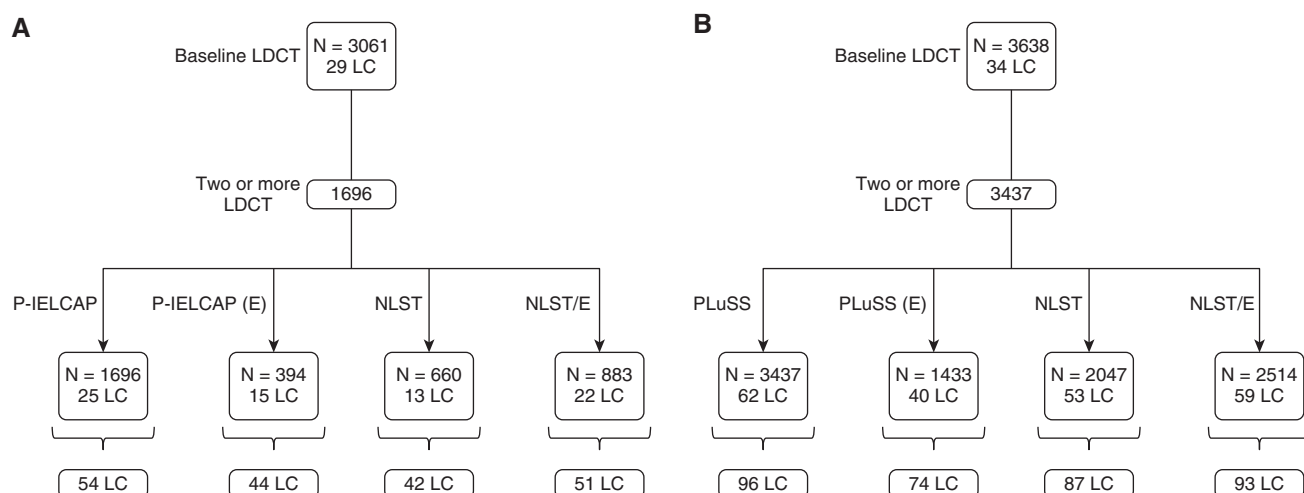 A
Baseline LDCT
N = 3061
29 LC
Two or more
LDCT
1696
P-IELCAP
P-IELCAP (E)
NLST
NLST/E
N = 1696
25 LC
N = 394
15 LC
N = 660
13 LC
N = 883
22 LC
54 LC
44 LC
42 LC
51 LC
B
Baseline LDCT
N = 3638
34 LC
Two or more
LDCT
3437
PLuSS
PLuSS (E)
NLST
NLST/E
N = 3437
62 LC
N = 1433
40 LC
N = 2047
53 LC
N = 2514
59 LC
96 LC
74 LC
87 LC
93 LC